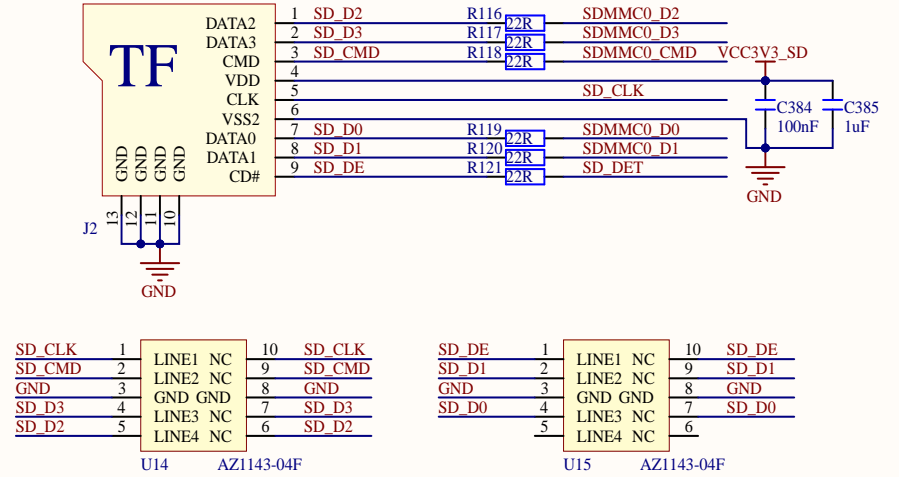 DATA2 1 SD_D2 R116 22R SDMMC0_D2
DATA3 2 SD_D3 R117 22R SDMMC0_D3
TF CMD 3 SD_CMD R118 22R SDMMC0_CMD VCC3V3_SD
VDD 4
CLK 5 SD_CLK C384 C385
VSS2 6 100nF 1uF
DATA0 7 SD_D0 R119 22R SDMMC0_D0
DATA1 8 SD_D1 R120 22R SDMMC0_D1
CD# 9 SD_DE R121 22R SD_DET
GND GND GND GND
GND
13 12 11 10
J2
GND
SD_CLK 1 LINE1 NC 10 SD_CLK
SD_CMD 2 LINE2 NC 9 SD_CMD
GND 3 GND GND 8 GND
SD_D3 4 LINE3 NC 7 SD_D3
SD_D2 5 LINE4 NC 6 SD_D2
U14 AZ1143-04F
SD_DE 1 LINE1 NC 10 SD_DE
SD_D1 2 LINE2 NC 9 SD_D1
GND 3 GND GND 8 GND
SD_D0 4 LINE3 NC 7 SD_D0
5 LINE4 NC 6
U15 AZ1143-04F